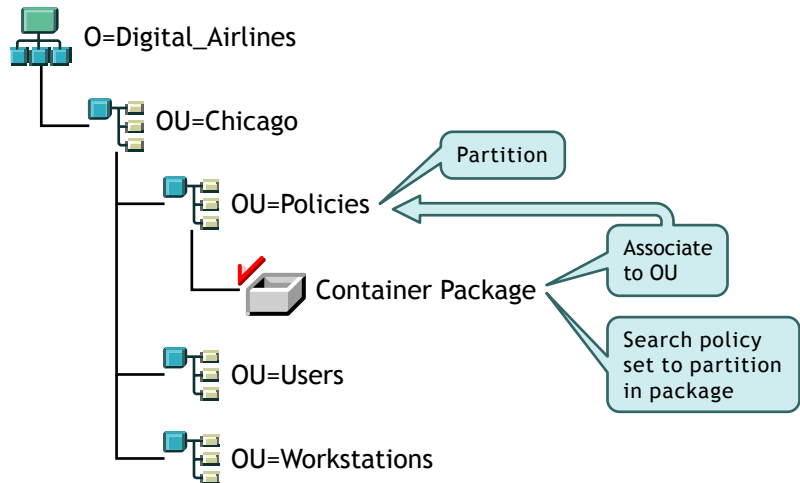 O=Digital_Airlines
OU=Chicago
Partition
OU=Policies
Associate
to OU
Container Package
Search policy
set to partition
in package
OU=Users
OU=Workstations